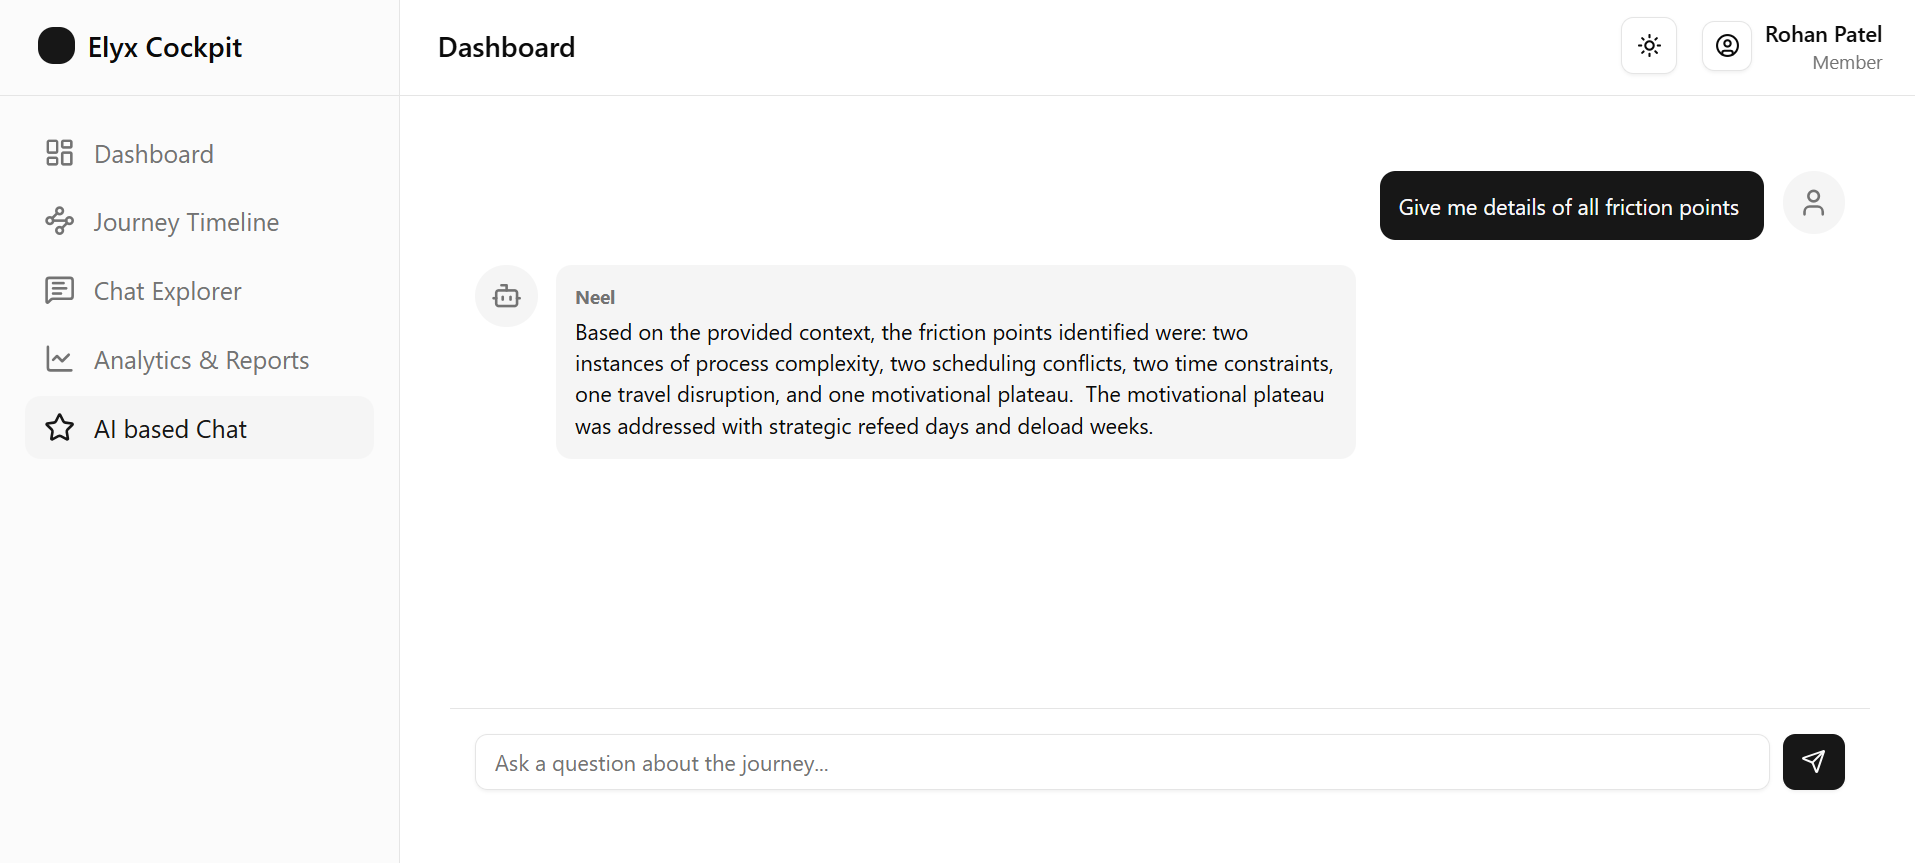 Elyx Cockpit
Dashboard
Rohan Patel
Member
Dashboard
Journey Timeline
Chat Explorer
Analytics & Reports
AI based Chat
Give me details of all friction points
Neel
Based on the provided context, the friction points identified were: two
instances of process complexity, two scheduling conflicts, two time constraints,
one travel disruption, and one motivational plateau.  The motivational plateau
was addressed with strategic refeed days and deload weeks.
Ask a question about the journey...